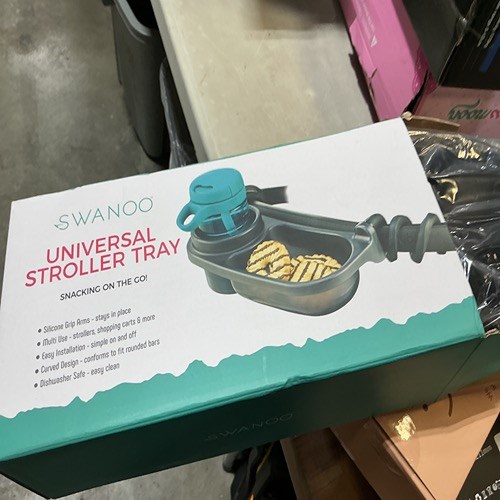 SWANOO
UNIVERSAL
STROLLER TRAY
SNACKING ON THE GO!
• Silicone Grip Arms - stays in place
• Multi Use - strollers, shopping carts & more
• Easy Installation - simple on and off
• Curved Design - conforms to fit rounded bars
• Dishwasher Safe - easy clean
SWANOO